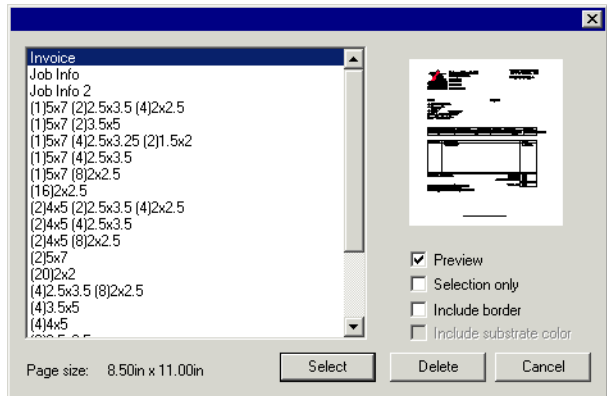 Invoice
Job Info
Job Info 2
(1)5x7 (2)2.5x3.5 (4)2x2.5
(1)5x7 (2)3.5x5
(1)5x7 (4)2.5x3.25 (2)1.5x2
(1)5x7 (4)2.5x3.5
(1)5x7 (8)2x2.5
(16)2x2.5
(2)4x5 (2)2.5x3.5 (4)2x2.5
(2)4x5 (4)2.5x3.5
(2)4x5 (8)2x2.5
(2)5x7
(20)2x2
(4)2.5x3.5 (8)2x2.5
(4)3.5x5
(4)4x5
Preview
Selection only
Include border
Include substrate color
Page size: 8.50in x 11.00in
Select
Delete
Cancel